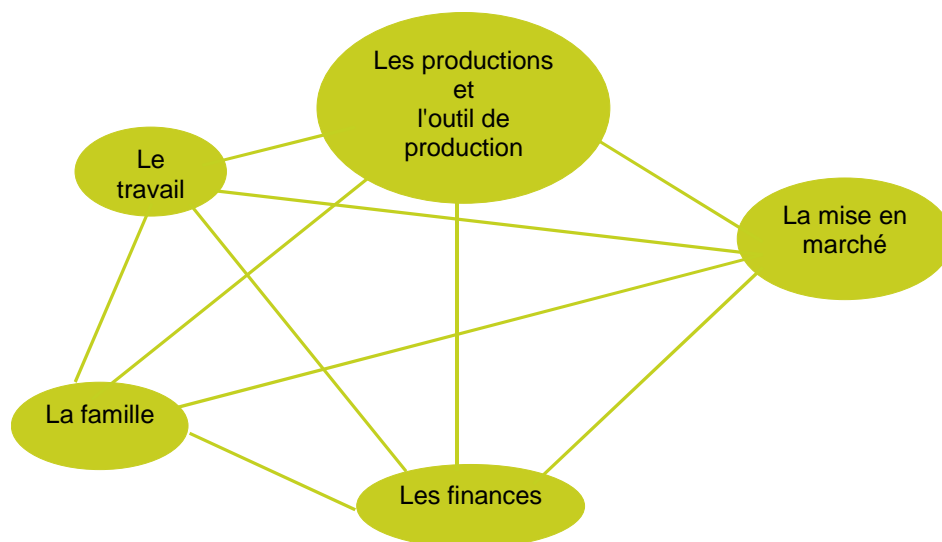 Les productions
et
l'outil de
production
Le
travail
La mise en
marché
La famille
Les finances